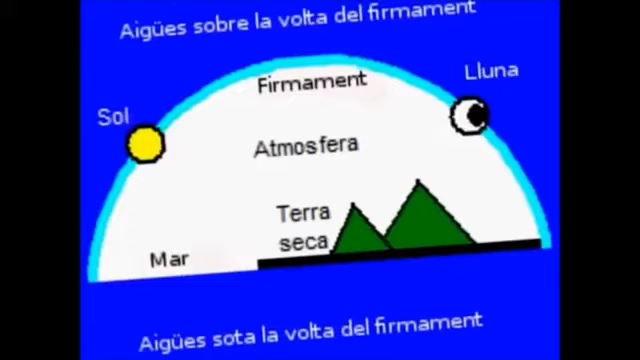 Aigües sobre la volta del firmament
Lluna
Firmament
Sol
Atmosfera
Terra
seca
Mar
Aigües sota la volta del firmament